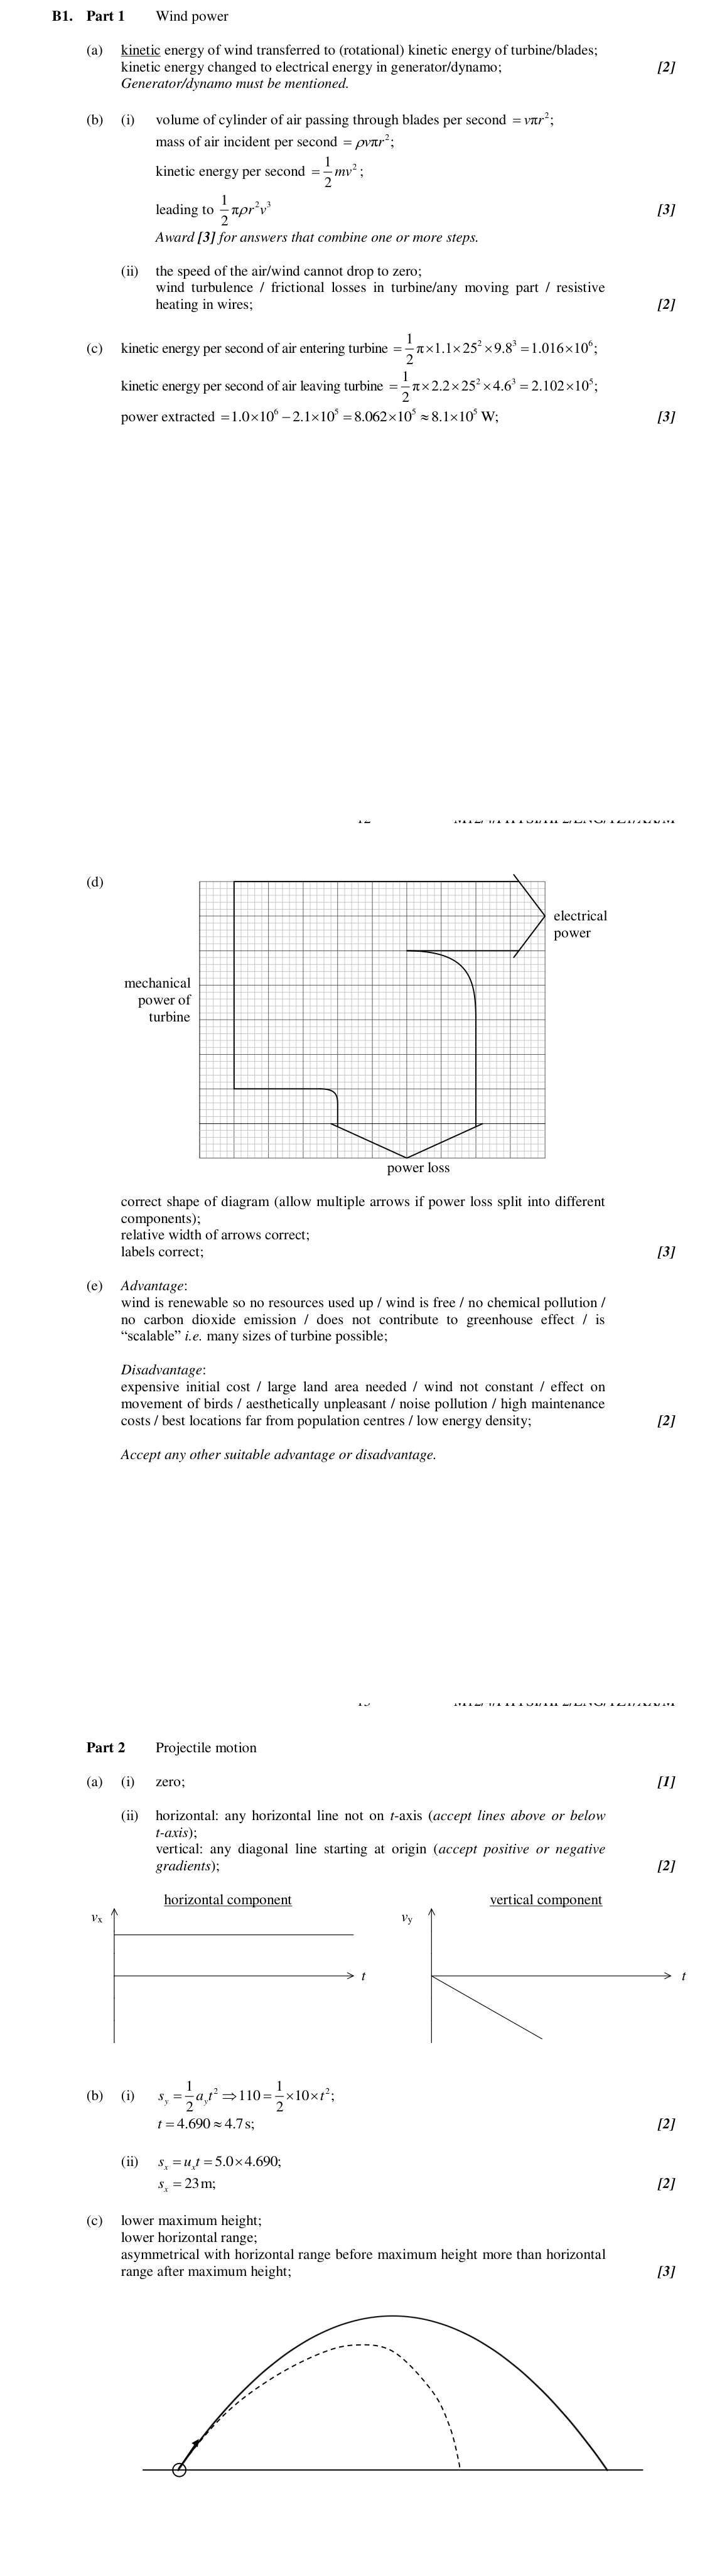 B1. Part 1 Wind power
(a) kinetic energy of wind transferred to (rotational) kinetic energy of turbine/blades;
kinetic energy changed to electrical energy in generator/dynamo; [2]
Generator/dynamo must be mentioned.
(b) (i) volume of cylinder of air passing through blades per second = vπr²;
mass of air incident per second = ρvπr²;
kinetic energy per second = 1/2 mv²;
leading to 1/2 πρr²v³ [3]
Award [3] for answers that combine one or more steps.
(ii) the speed of the air/wind cannot drop to zero;
wind turbulence / frictional losses in turbine/any moving part / resistive
heating in wires; [2]
(c) kinetic energy per second of air entering turbine = 1/2 π×1.1×25²×9.8³ = 1.016×10⁶;
kinetic energy per second of air leaving turbine = 1/2 π×2.2×25²×4.6³ = 2.102×10⁵;
power extracted = 1.0×10⁶ − 2.1×10⁵ = 8.062×10⁵ ≈ 8.1×10⁵ W; [3]
(d)
electrical
power
mechanical
power of
turbine
power loss
correct shape of diagram (allow multiple arrows if power loss split into different
components);
relative width of arrows correct;
labels correct; [3]
(e) Advantage:
wind is renewable so no resources used up / wind is free / no chemical pollution /
no carbon dioxide emission / does not contribute to greenhouse effect / is
“scalable” i.e. many sizes of turbine possible;
Disadvantage:
expensive initial cost / large land area needed / wind not constant / effect on
movement of birds / aesthetically unpleasant / noise pollution / high maintenance
costs / best locations far from population centres / low energy density; [2]
Accept any other suitable advantage or disadvantage.
Part 2 Projectile motion
(a) (i) zero; [1]
(ii) horizontal: any horizontal line not on t-axis (accept lines above or below
t-axis);
vertical: any diagonal line starting at origin (accept positive or negative
gradients); [2]
horizontal component vertical component
vx t vy t
(b) (i) s_y = 1/2 a_y t² ⇒ 110 = 1/2 ×10×t²;
t = 4.690 ≈ 4.7 s; [2]
(ii) s_x = u_x t = 5.0×4.690;
s_x = 23 m; [2]
(c) lower maximum height;
lower horizontal range;
asymmetrical with horizontal range before maximum height more than horizontal
range after maximum height; [3]